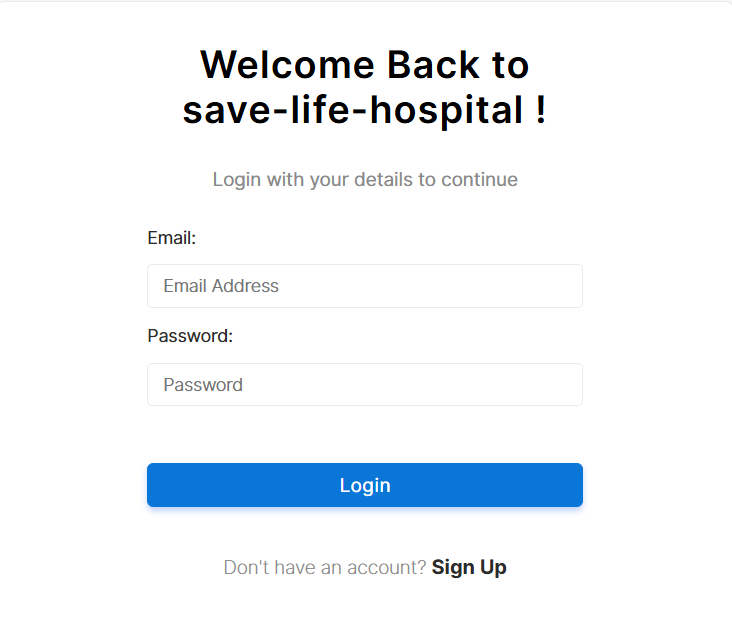 Welcome Back to
save-life-hospital !
Login with your details to continue
Email:
Email Address
Password:
Password
Login
Don't have an account? Sign Up